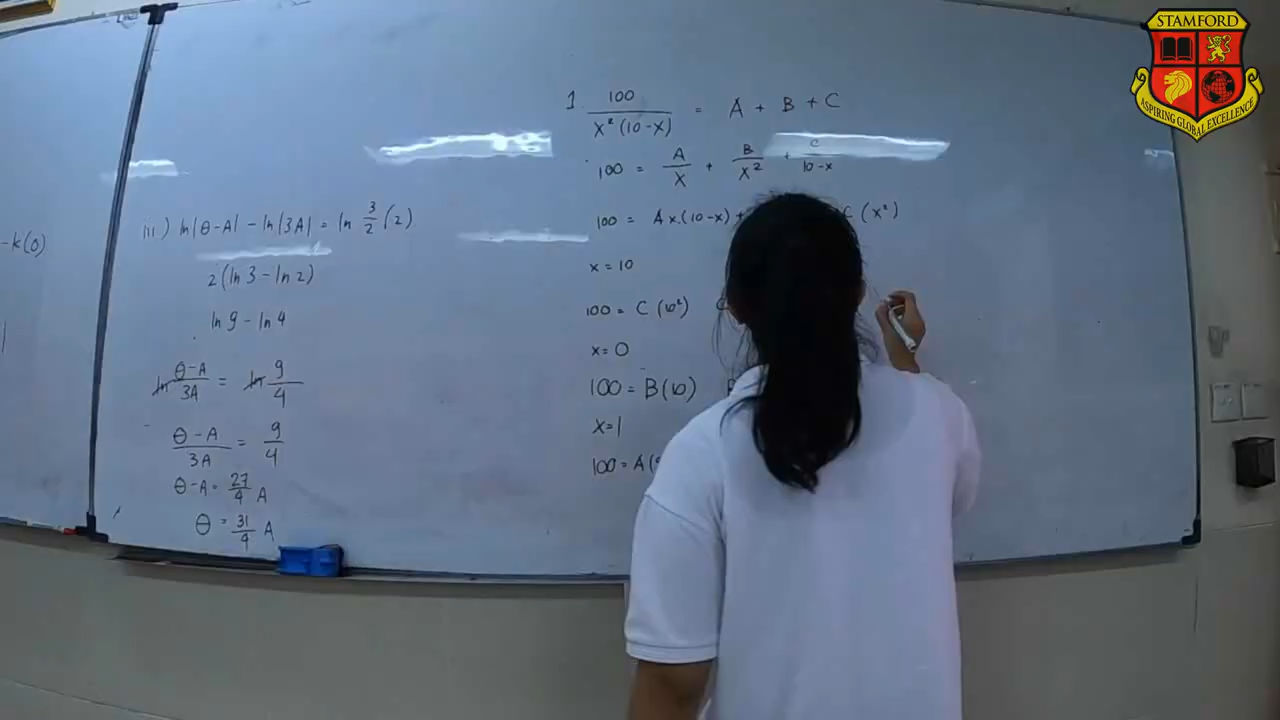 STAMFORD
ASPIRING GLOBAL EXCELLENCE
-k(0)
iii) ln|θ-A| - ln|3A| = ln 3/2 (2)
2(ln 3 - ln 2)
ln 9 - ln 4
ln θ-A/3A = ln 9/4
θ-A/3A = 9/4
θ-A = 27/4 A
θ = 31/4 A
1 100/x²(10-x) = A + B + C
100 = A/x + B/x² + C/10-x
100 = Ax(10-x) + C(x²)
x = 10
100 = C(10²)
x = 0
100 = B(10)
x = 1
100 = A(